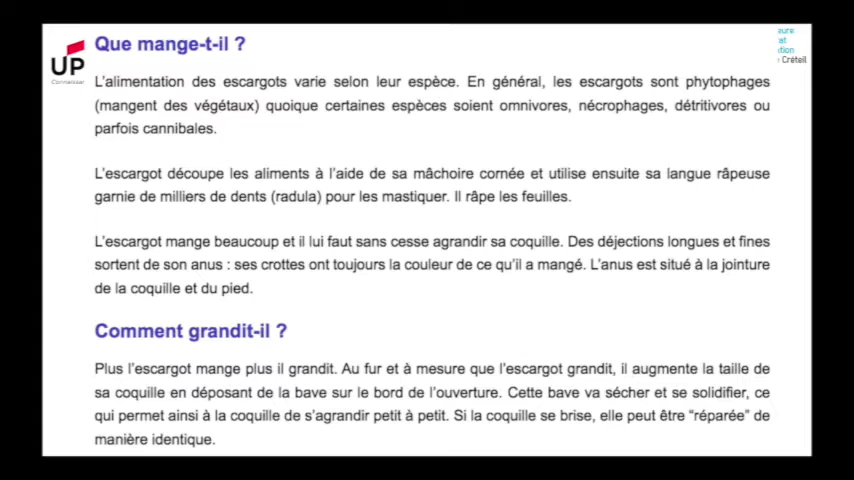 Que mange-t-il ?
UP
Connaissez
eure
at
tion
Créteil
L'alimentation des escargots varie selon leur espèce. En général, les escargots sont phytophages
(mangent des végétaux) quoique certaines espèces soient omnivores, nécrophages, détritivores ou
parfois cannibales.
L'escargot découpe les aliments à l'aide de sa mâchoire cornée et utilise ensuite sa langue râpeuse
garnie de milliers de dents (radula) pour les mastiquer. Il râpe les feuilles.
L'escargot mange beaucoup et il lui faut sans cesse agrandir sa coquille. Des déjections longues et fines
sortent de son anus : ses crottes ont toujours la couleur de ce qu'il a mangé. L'anus est situé à la jointure
de la coquille et du pied.
Comment grandit-il ?
Plus l'escargot mange plus il grandit. Au fur et à mesure que l'escargot grandit, il augmente la taille de
sa coquille en déposant de la bave sur le bord de l'ouverture. Cette bave va sécher et se solidifier, ce
qui permet ainsi à la coquille de s'agrandir petit à petit. Si la coquille se brise, elle peut être "réparée" de
manière identique.